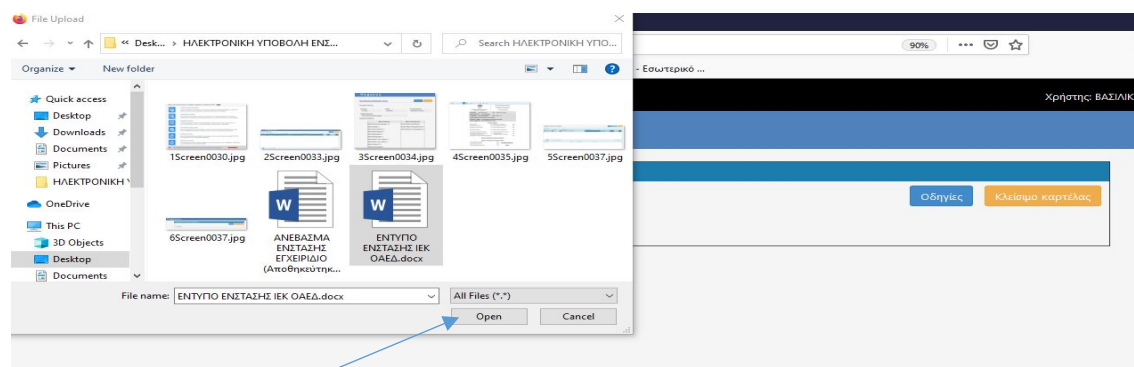 File Upload
« Desk... > ΗΛΕΚΤΡΟΝΙΚΗ ΥΠΟΒΟΛΗ ΕΝΣ...
Search ΗΛΕΚΤΡΟΝΙΚΗ ΥΠΟ...
90%
Organize
New folder
- Εσωτερικό ...
Quick access
Desktop
Downloads
Documents
Pictures
ΗΛΕΚΤΡΟΝΙΚΗ Υ
OneDrive
This PC
3D Objects
Desktop
Documents
1Screen0030.jpg
2Screen0033.jpg
3Screen0034.jpg
4Screen0035.jpg
5Screen0037.jpg
6Screen0037.jpg
ΑΝΕΒΑΣΜΑ
ΕΝΣΤΑΣΗΣ
ΕΓΧΕΙΡΙΔΙΟ
(Αποθηκεύτηκ...
ΕΝΤΥΠΟ
ΕΝΣΤΑΣΗΣ ΙΕΚ
ΟΑΕΔ.docx
File name:
ΕΝΤΥΠΟ ΕΝΣΤΑΣΗΣ ΙΕΚ ΟΑΕΔ.docx
All Files (*.*)
Open
Cancel
Χρήστης: ΒΑΣΙΛΙΚ
Οδηγίες
Κλείσιμο καρτέλας